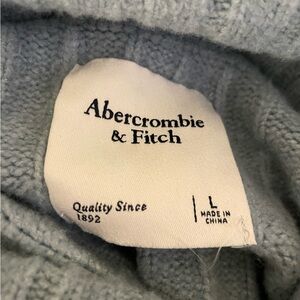 Abercrombie
& Fitch
Quality Since
1892
L
MADE IN
CHINA